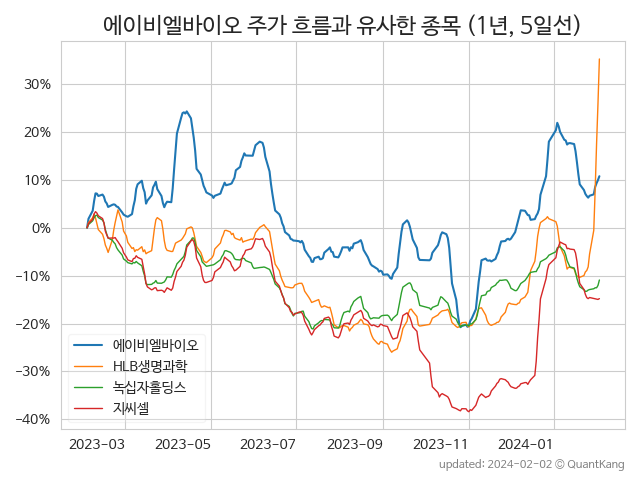 에이비엘바이오 주가 흐름과 유사한 종목 (1년, 5일선)
30%
20%
10%
0%
−10%
−20%
−30%
−40%
에이비엘바이오
HLB생명과학
녹십자홀딩스
지씨셀
2023-03 2023-05 2023-07 2023-09 2023-11 2024-01
updated: 2024-02-02 © QuantKang